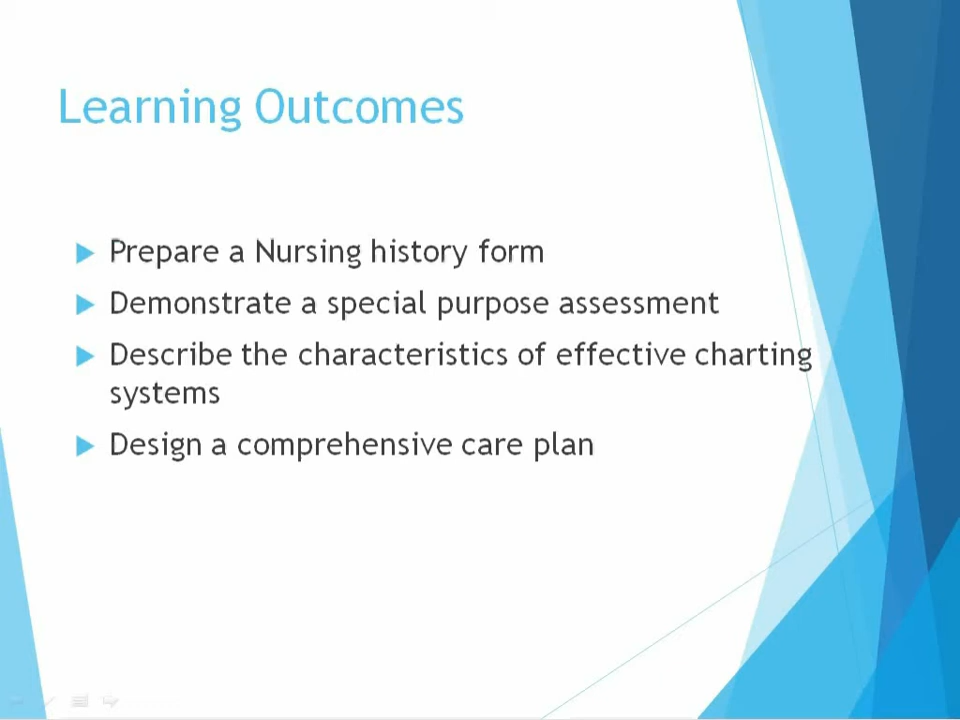 Learning Outcomes
Prepare a Nursing history form
Demonstrate a special purpose assessment
Describe the characteristics of effective charting
systems
Design a comprehensive care plan